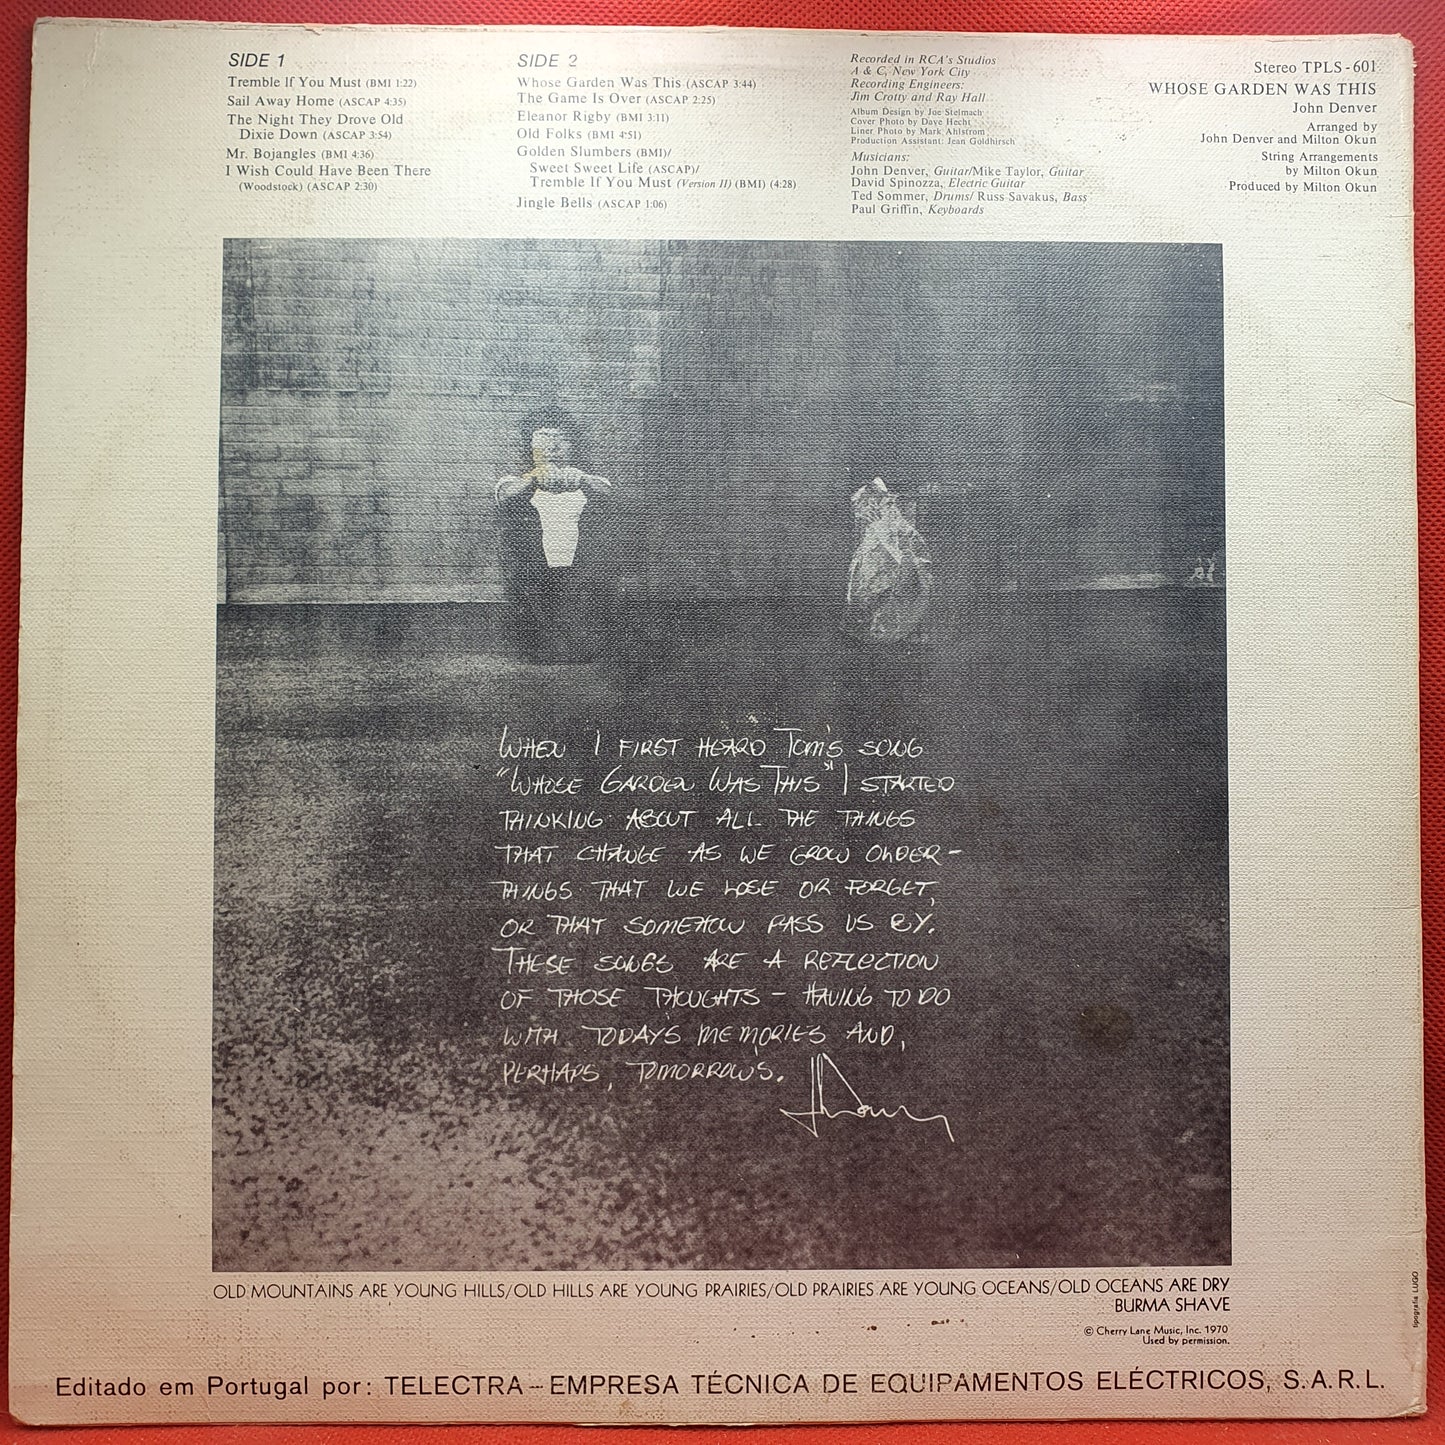 SIDE 1
Tremble If You Must (BMI 1:22)
Sail Away Home (ASCAP 4:35)
The Night They Drove Old
Dixie Down (ASCAP 3:54)
Mr. Bojangles (BMI 4:36)
I Wish Could Have Been There
(Woodstock) (ASCAP 2:30)
SIDE 2
Whose Garden Was This (ASCAP 3:44)
The Game Is Over (ASCAP 2:25)
Eleanor Rigby (BMI 3:11)
Old Folks (BMI 4:51)
Golden Slumbers (BMI)/
Sweet Sweet Life (ASCAP)/
Tremble If You Must (Version II) (BMI) (4:28)
Jingle Bells (ASCAP 1:06)
Recorded in RCA's Studios
A & C, New York City
Recording Engineers:
Jim Crotty and Ray Hall
Album Design by Joe Stelmach
Cover Photo by Dave Hecht
Liner Photo by Mark Ahlstrom
Production Assistant: Jean Goldhirsch
Musicians:
John Denver, Guitar/Mike Taylor, Guitar
David Spinozza, Electric Guitar
Ted Sommer, Drums/ Russ Savakus, Bass
Paul Griffin, Keyboards
Stereo TPLS-601
WHOSE GARDEN WAS THIS
John Denver
Arranged by
John Denver and Milton Okun
String Arrangements
by Milton Okun
Produced by Milton Okun
WHEN I FIRST HEARD TOM'S SONG
"WHOSE GARDEN WAS THIS" I STARTED
THINKING ABOUT ALL THE THINGS
THAT CHANGE AS WE GROW OLDER -
THINGS THAT WE LOSE OR FORGET,
OR THAT SOMEHOW PASS US BY.
THESE SONGS ARE A REFLECTION
OF THOSE THOUGHTS - HAVING TO DO
WITH TODAY'S MEMORIES AND,
PERHAPS, TOMORROW'S.
OLD MOUNTAINS ARE YOUNG HILLS/OLD HILLS ARE YOUNG PRAIRIES/OLD PRAIRIES ARE YOUNG OCEANS/OLD OCEANS ARE DRY
BURMA SHAVE
© Cherry Lane Music, Inc. 1970
Used by permission.
tipografia LUGO
Editado em Portugal por: TELECTRA – EMPRESA TÉCNICA DE EQUIPAMENTOS ELÉCTRICOS, S.A.R.L.